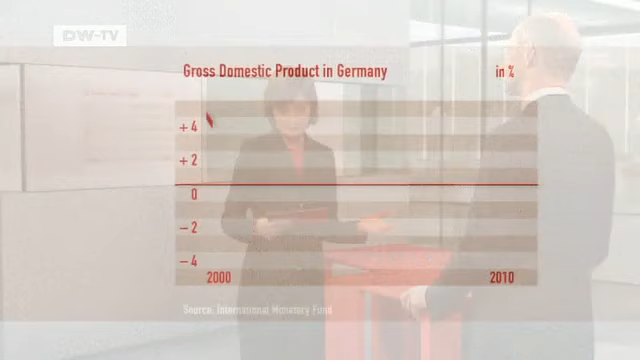 DW-TV
Gross Domestic Product in Germany in %
+ 4
+ 2
0
- 2
- 4
2000 2010
Source: International Monetary Fund